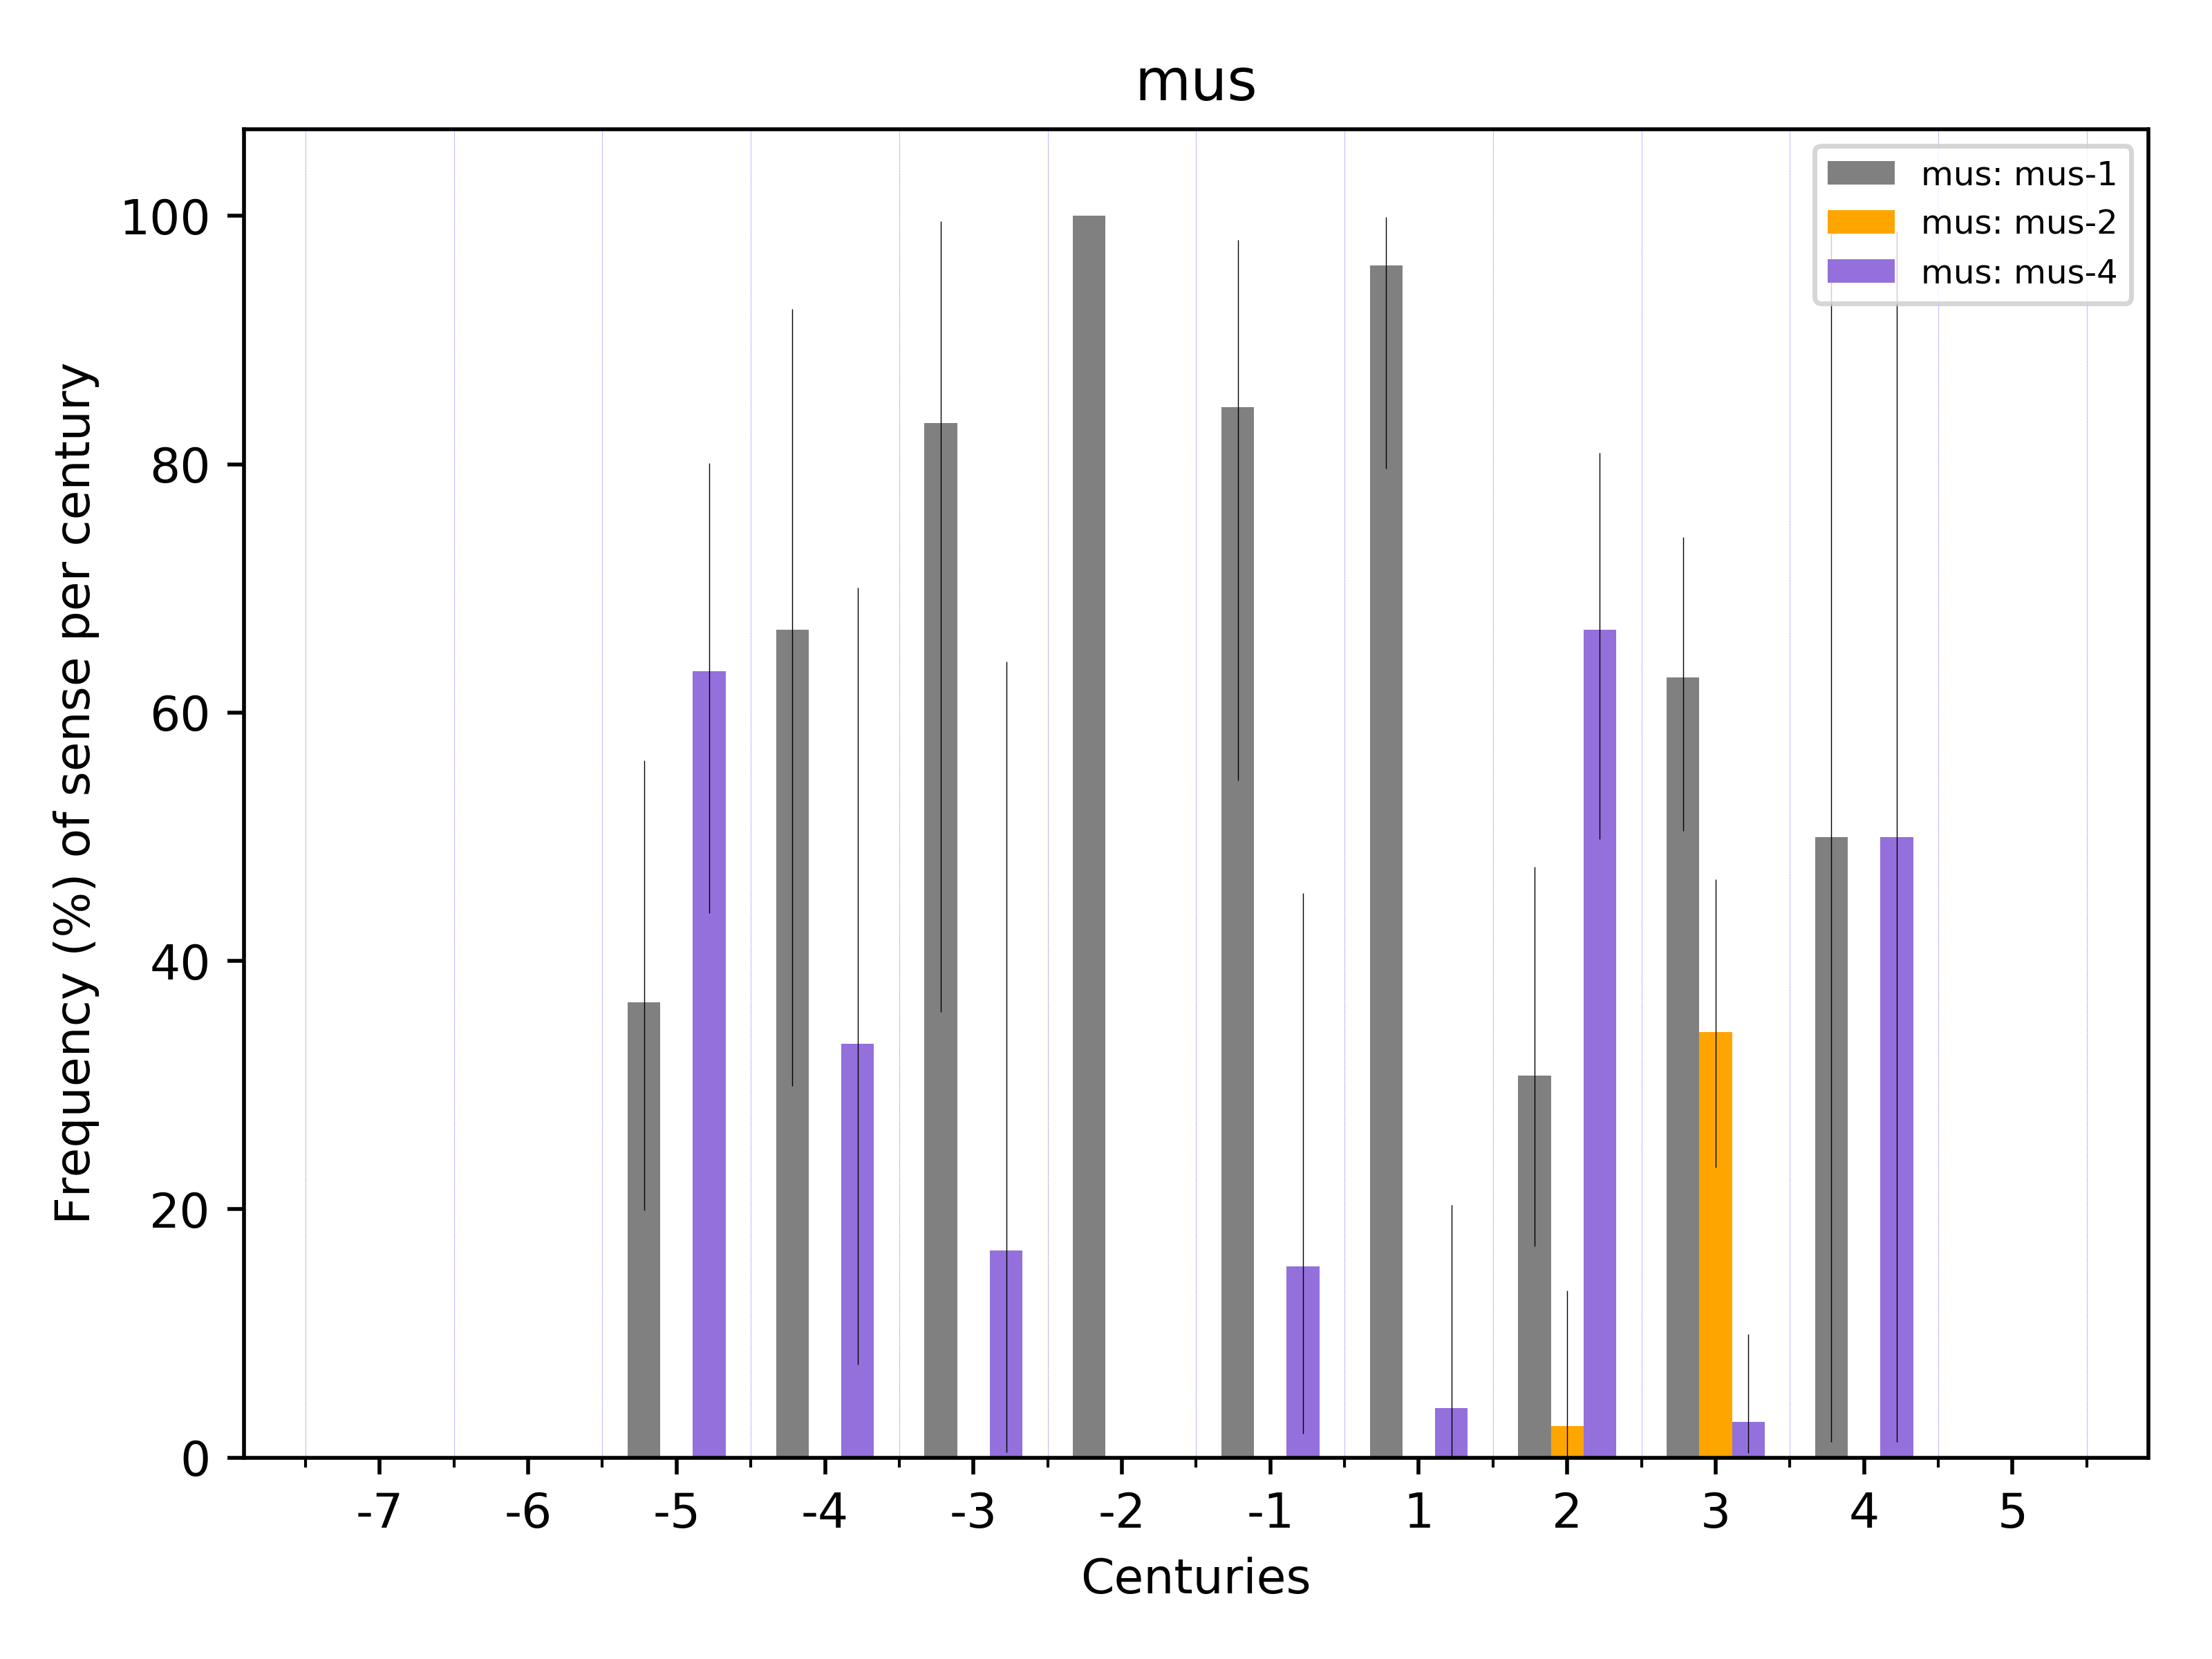 mus
mus: mus-1
mus: mus-2
mus: mus-4
Frequency (%) of sense per century
100
80
60
40
20
0
-7 -6 -5 -4 -3 -2 -1 1 2 3 4 5
Centuries